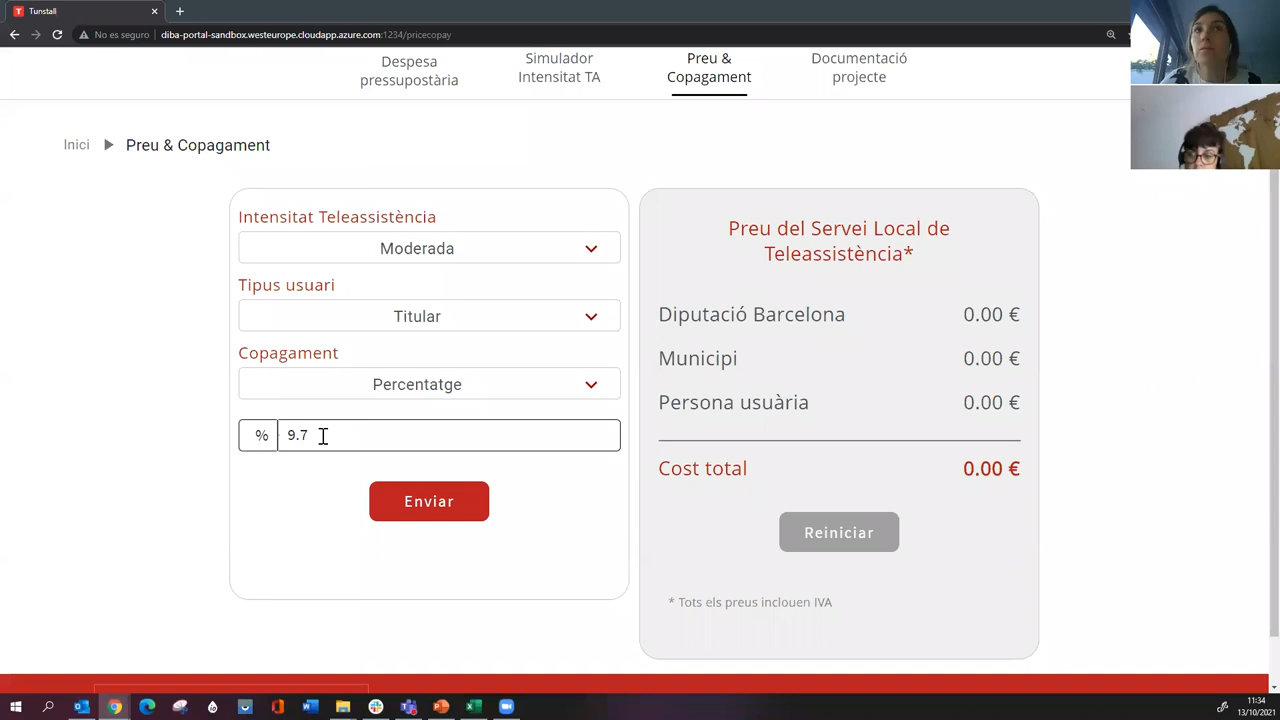 Tunstall
No es seguro
diba-portal-sandbox.westeurope.cloudapp.azure.com:1234/pricecopay
Despesa
pressupostària
Simulador
Intensitat TA
Preu &
Copagament
Documentació
projecte
Inici
Preu & Copagament
Intensitat Teleassistència
Moderada
Tipus usuari
Titular
Copagament
Percentatge
% 9.7
Enviar
Preu del Servei Local de
Teleassistència*
Diputació Barcelona 0.00 €
Municipi 0.00 €
Persona usuària 0.00 €
Cost total 0.00 €
Reiniciar
* Tots els preus inclouen IVA
11:34
13/10/2021